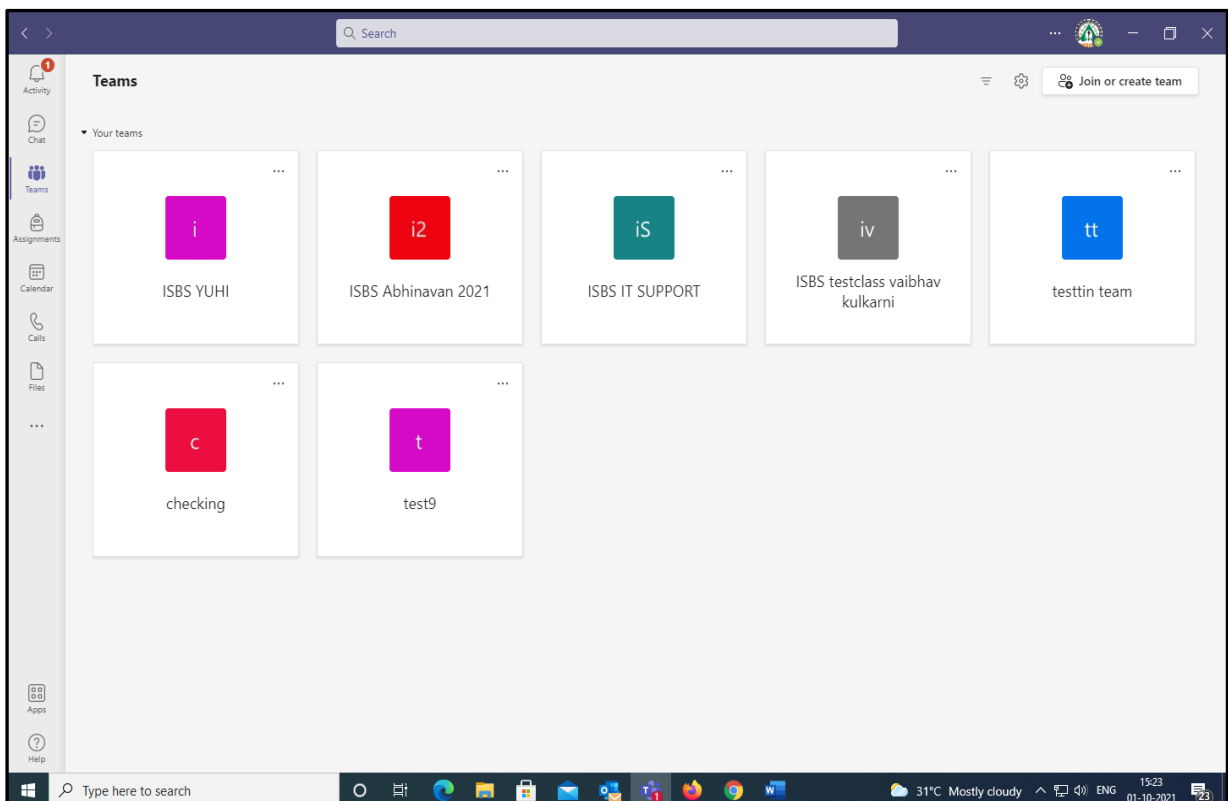 Search
1
Activity
Teams
Join or create team
Chat
Your teams
Teams
Assignments
Calendar
Calls
Files
i
ISBS YUHI
i2
ISBS Abhinavan 2021
iS
ISBS IT SUPPORT
iv
ISBS testclass vaibhav
kulkarni
tt
testtin team
c
checking
t
test9
Apps
Help
Type here to search
1
31°C Mostly cloudy
ENG
15:23
01-10-2021
23